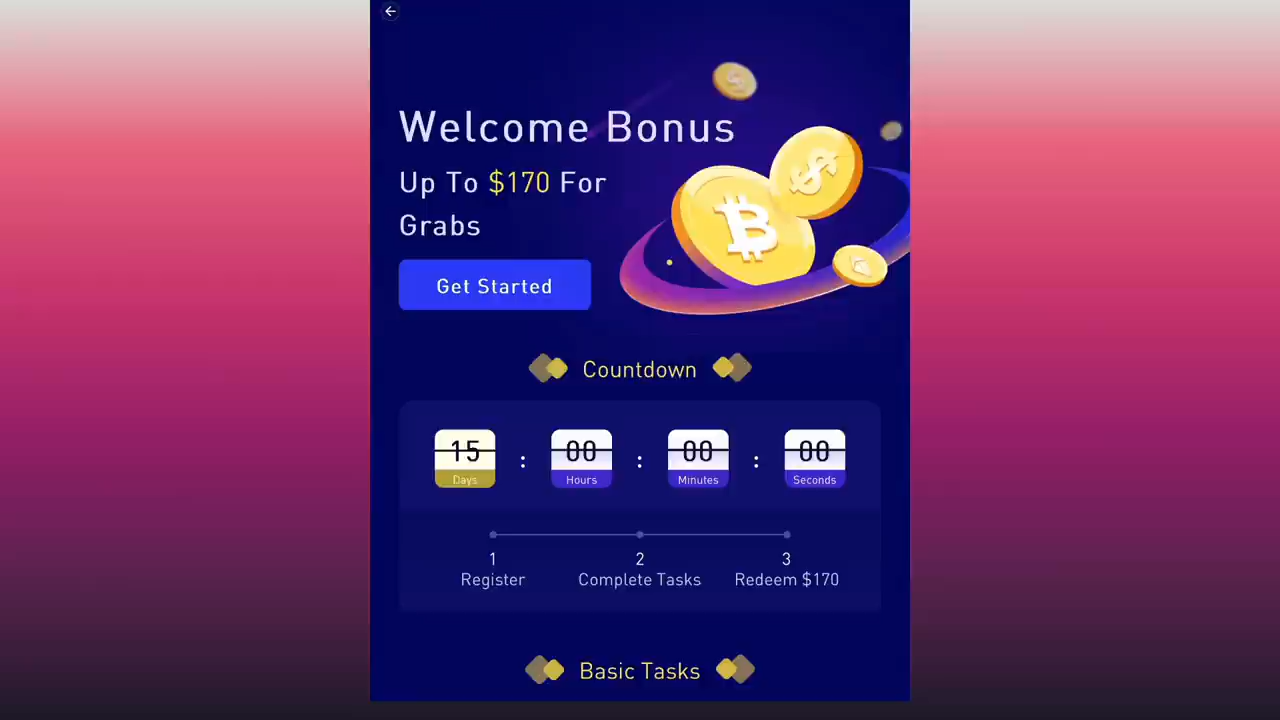 Welcome Bonus
Up To $170 For
Grabs
Get Started
Countdown
15 : 00 : 00 : 00
Days Hours Minutes Seconds
1 2 3
Register Complete Tasks Redeem $170
Basic Tasks